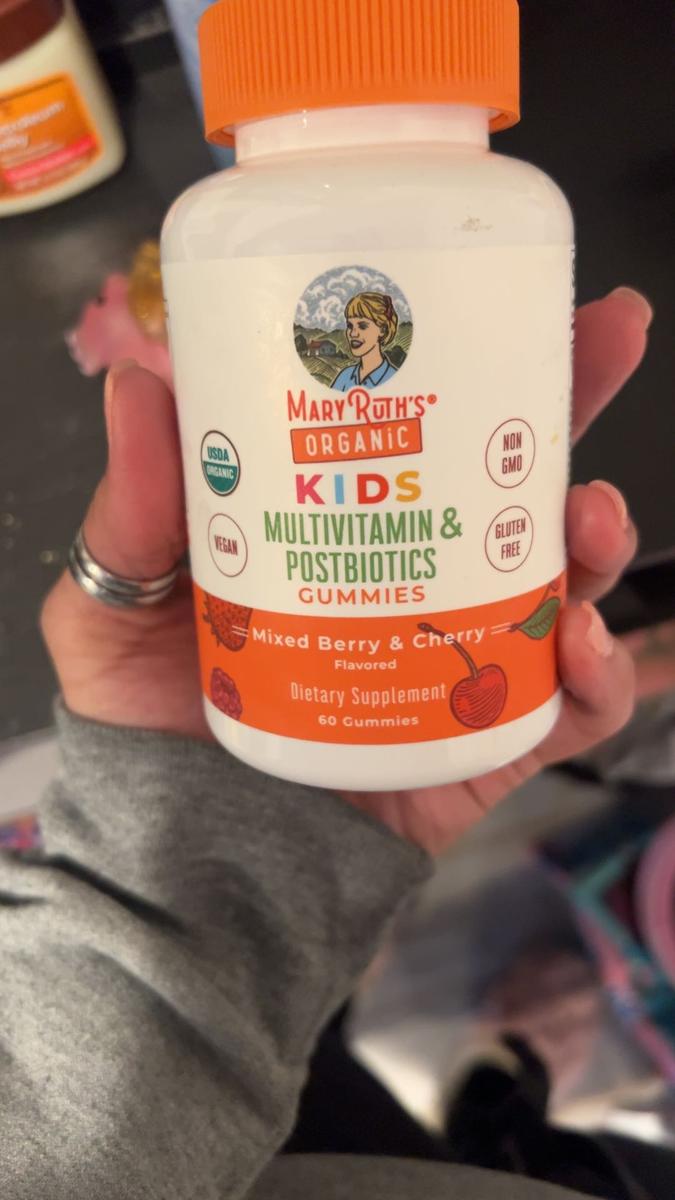 MARY RUTH'S®
ORGANIC
USDA
ORGANIC
KIDS
NON
GMO
MULTIVITAMIN &
POSTBIOTICS
VEGAN
GLUTEN
FREE
GUMMIES
Mixed Berry & Cherry
Flavored
Dietary Supplement
60 Gummies